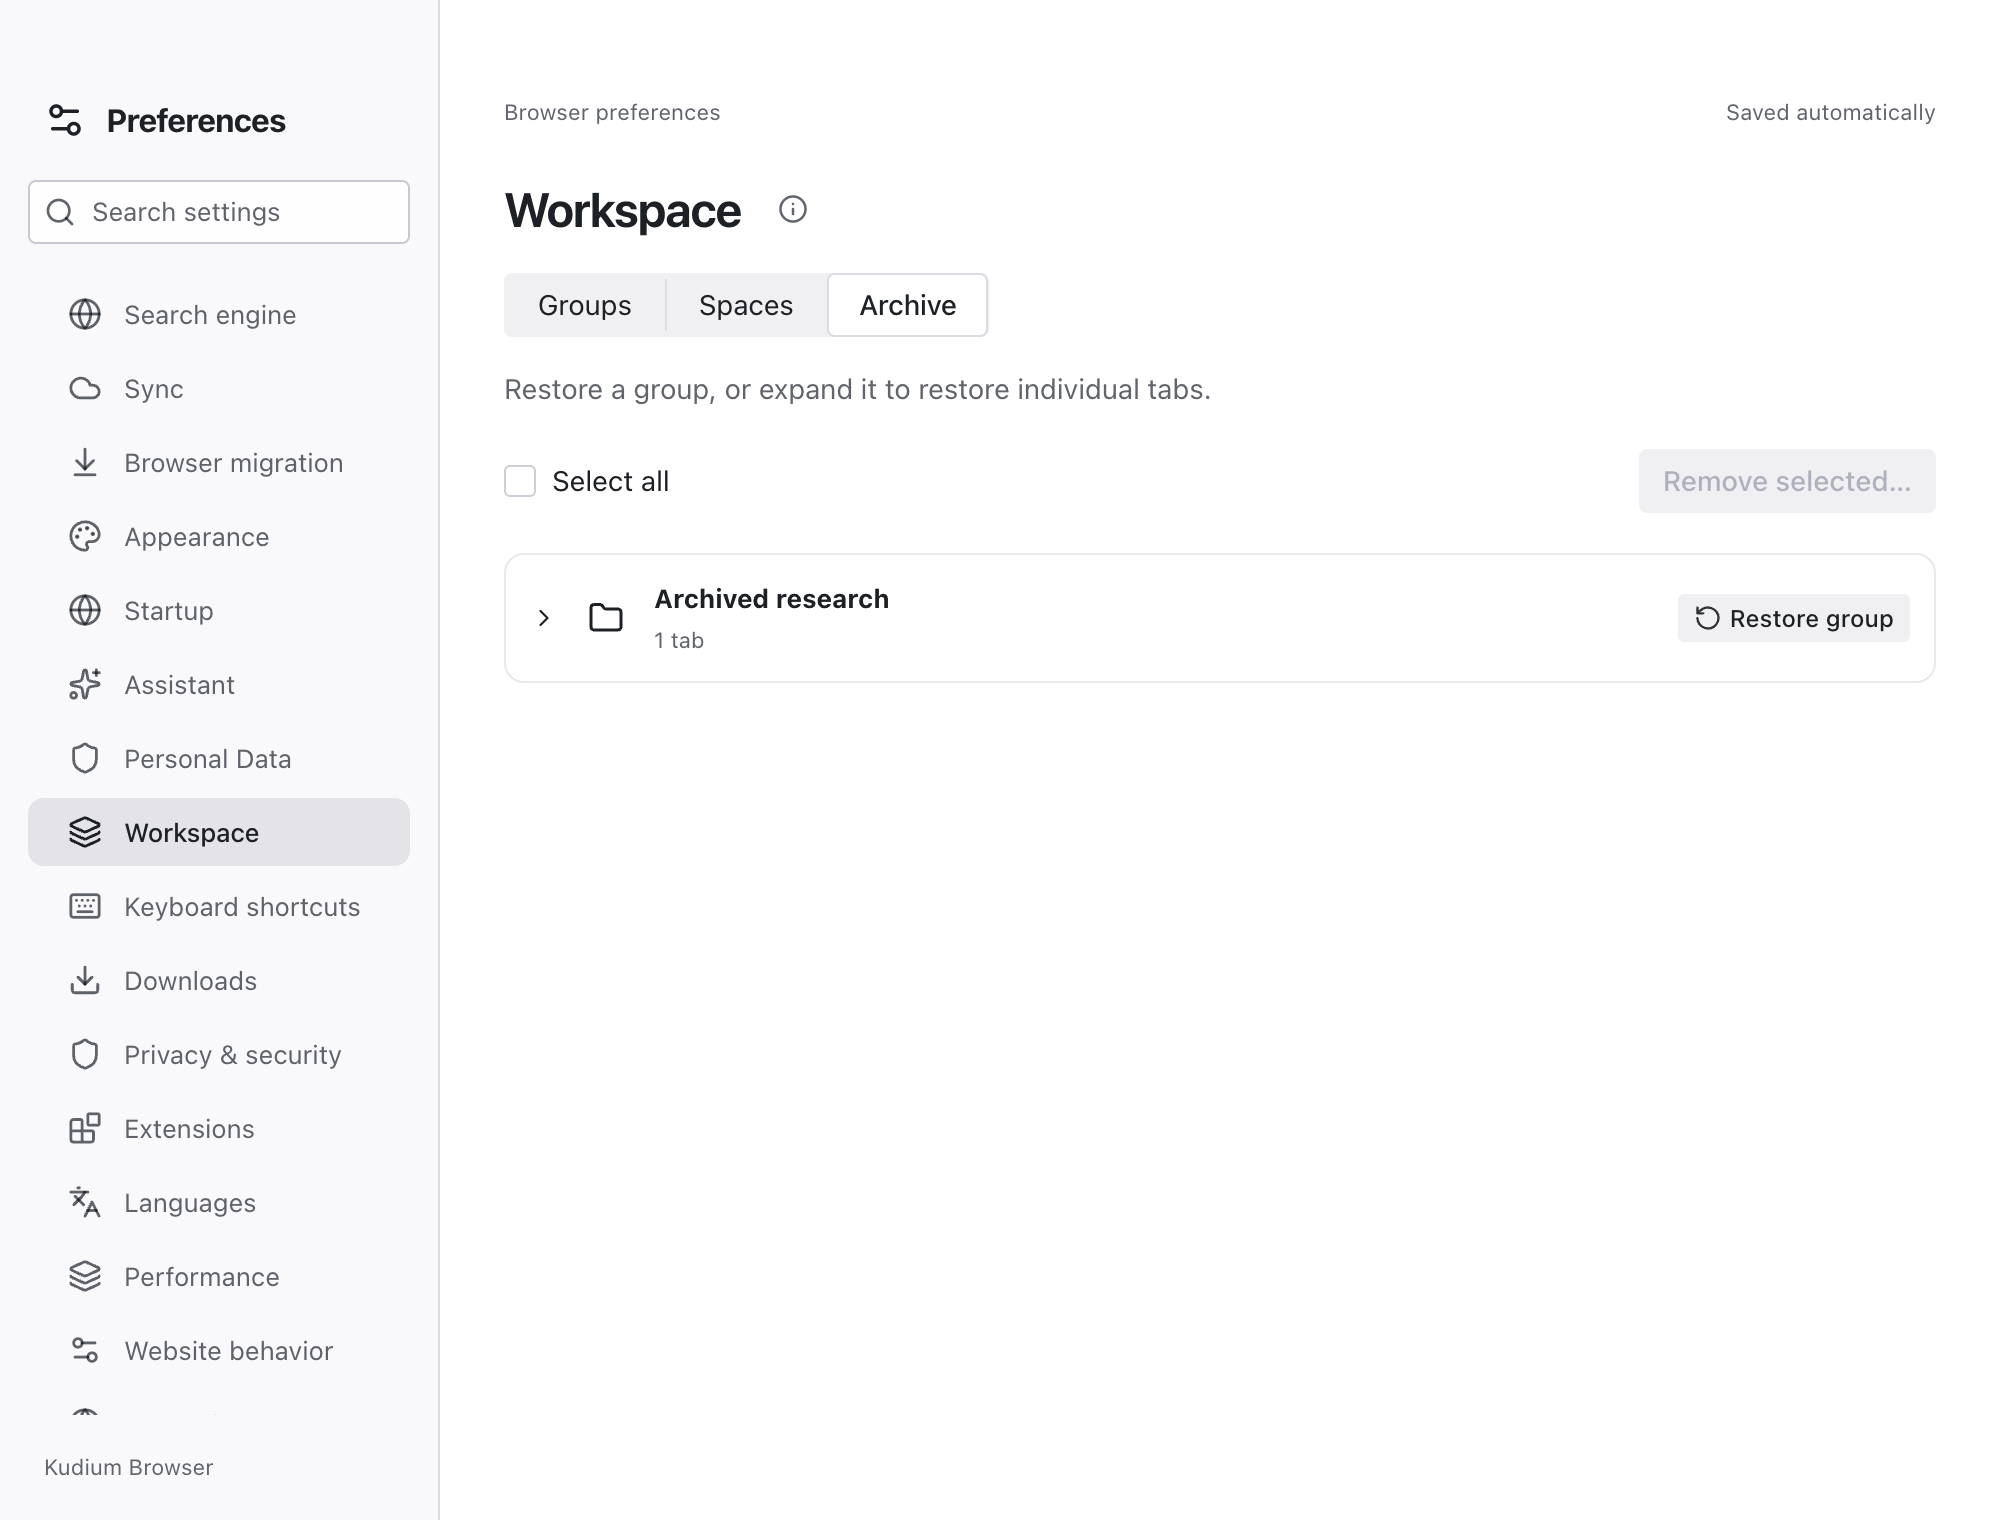 Preferences
Search settings
Search engine
Sync
Browser migration
Appearance
Startup
Assistant
Personal Data
Workspace
Keyboard shortcuts
Downloads
Privacy & security
Extensions
Languages
Performance
Website behavior
Kudium Browser
Browser preferences
Saved automatically
Workspace
Groups
Spaces
Archive
Restore a group, or expand it to restore individual tabs.
Select all
Remove selected...
Archived research
1 tab
Restore group